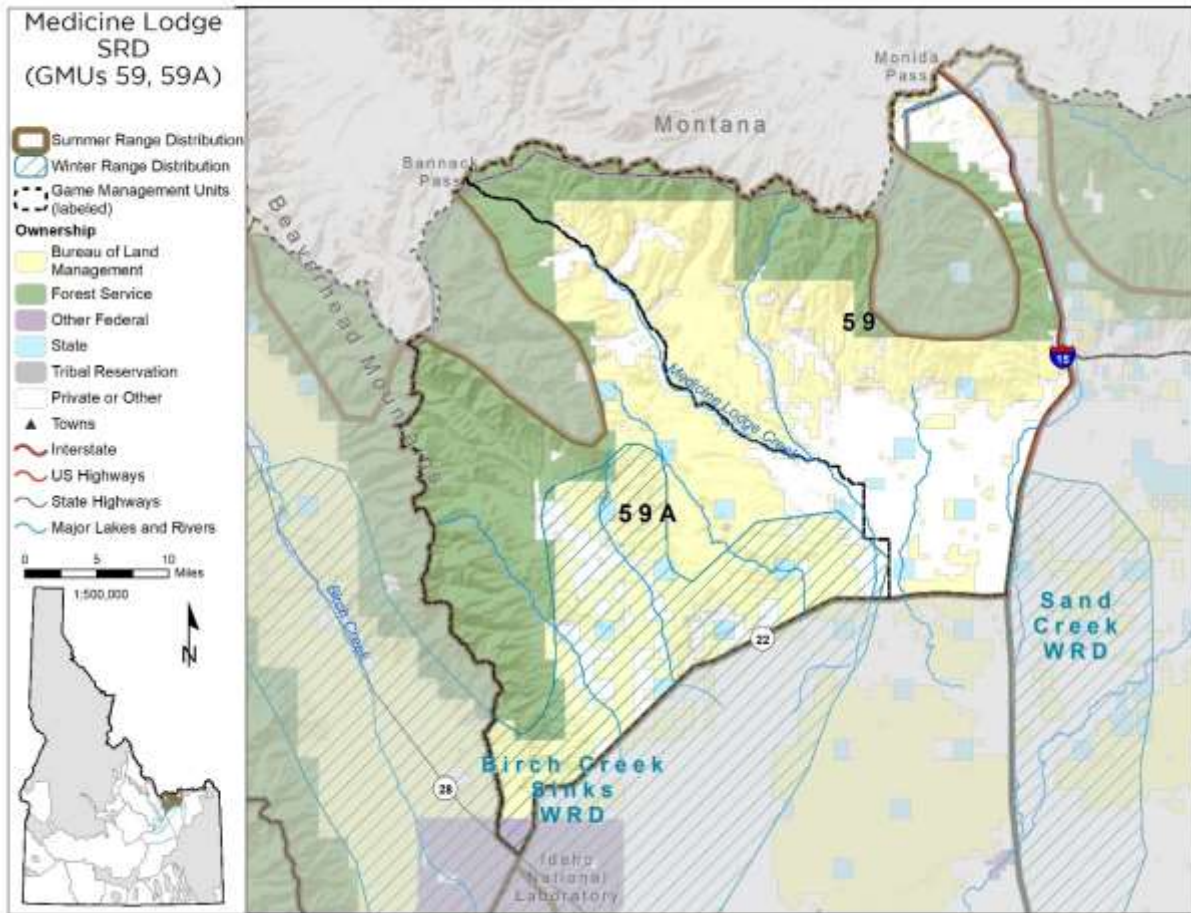 Medicine Lodge
SRD
(GMUs 59, 59A)
Summer Range Distribution
Winter Range Distribution
Game Management Units
(labeled)
Ownership
Bureau of Land
Management
Forest Service
Other Federal
State
Tribal Reservation
Private or Other
Towns
Interstate
US Highways
State Highways
Major Lakes and Rivers
0 5 10
Miles
1:500,000
N
Monida
Pass
Montana
Bannack
Pass
Beaverhead Mountains
59
15
Medicine Lodge Creek
59A
Birch Creek
22
Sand
Creek
WRD
Birch Creek
Sinks
WRD
28
Idaho
National
Laboratory